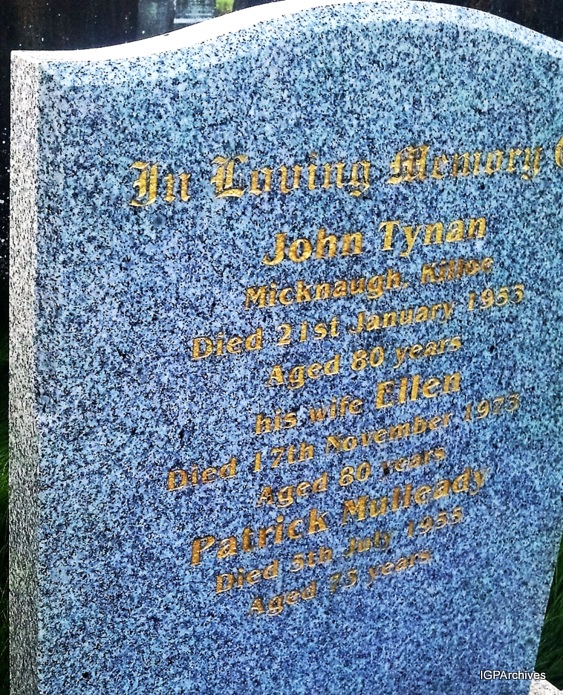 In Loving Memory O
John Tynan
Micknaugh, Killoe
Died 21st January 1953
Aged 80 years
his wife Ellen
Died 17th November 1973
Aged 80 years
Patrick Mulleady
Died 5th July 1955
Aged 75 years
IGPArchives